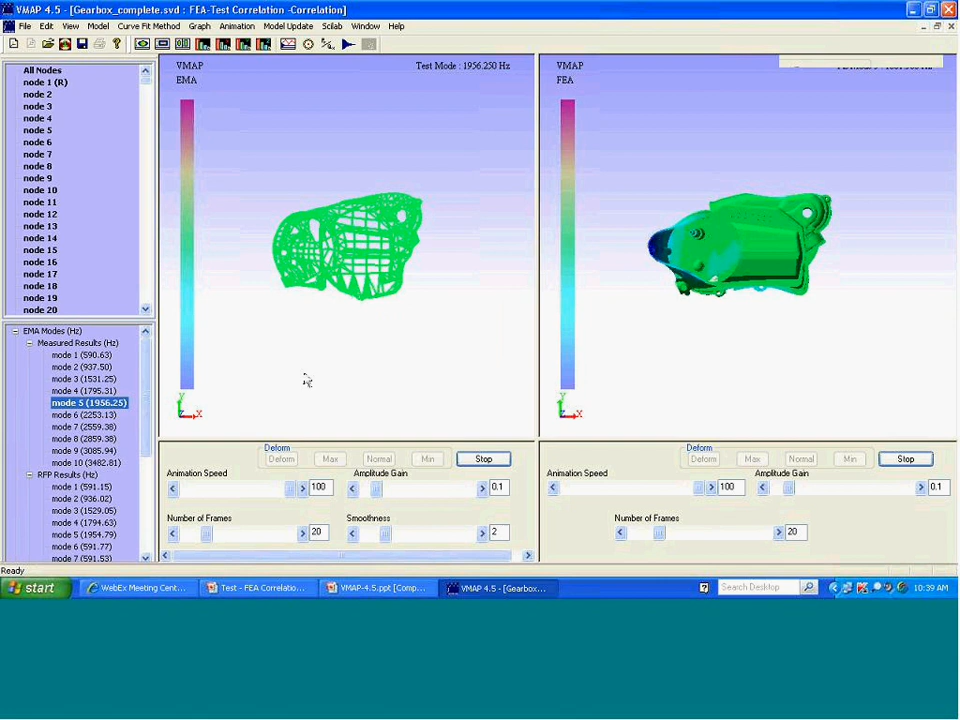 VMAP 4.5 - [Gearbox_complete.svd : FEA-Test Correlation -Correlation]
File Edit View Model Curve Fit Method Graph Animation Model Update Scilab Window Help
All Nodes
node 1 (R)
node 2
node 3
node 4
node 5
node 6
node 7
node 8
node 9
node 10
node 11
node 12
node 13
node 14
node 15
node 16
node 17
node 18
node 19
node 20
EMA Modes (Hz)
Measured Results (Hz)
mode 1 (590.63)
mode 2 (937.50)
mode 3 (1531.25)
mode 4 (1795.31)
mode 5 (1956.25)
mode 6 (2253.13)
mode 7 (2559.38)
mode 8 (2859.38)
mode 9 (3085.94)
mode 10 (3482.81)
RFP Results (Hz)
mode 1 (591.15)
mode 2 (936.02)
mode 3 (1529.05)
mode 4 (1794.63)
mode 5 (1954.79)
mode 6 (591.77)
mode 7 (591.53)
VMAP
EMA
Test Mode : 1956.250 Hz
Y
Z X
VMAP
FEA
Y
Z X
Deform
Deform Max Normal Min Stop
Animation Speed Amplitude Gain
100 0.1
Number of Frames Smoothness
20 2
Deform
Deform Max Normal Min Stop
Animation Speed Amplitude Gain
100 0.1
Number of Frames
20
Ready
start WebEx Meeting Cent... Test - FEA Correlatio... VMAP-4.5.ppt [Comp... VMAP 4.5 - [Gearbox... Search Desktop 10:39 AM